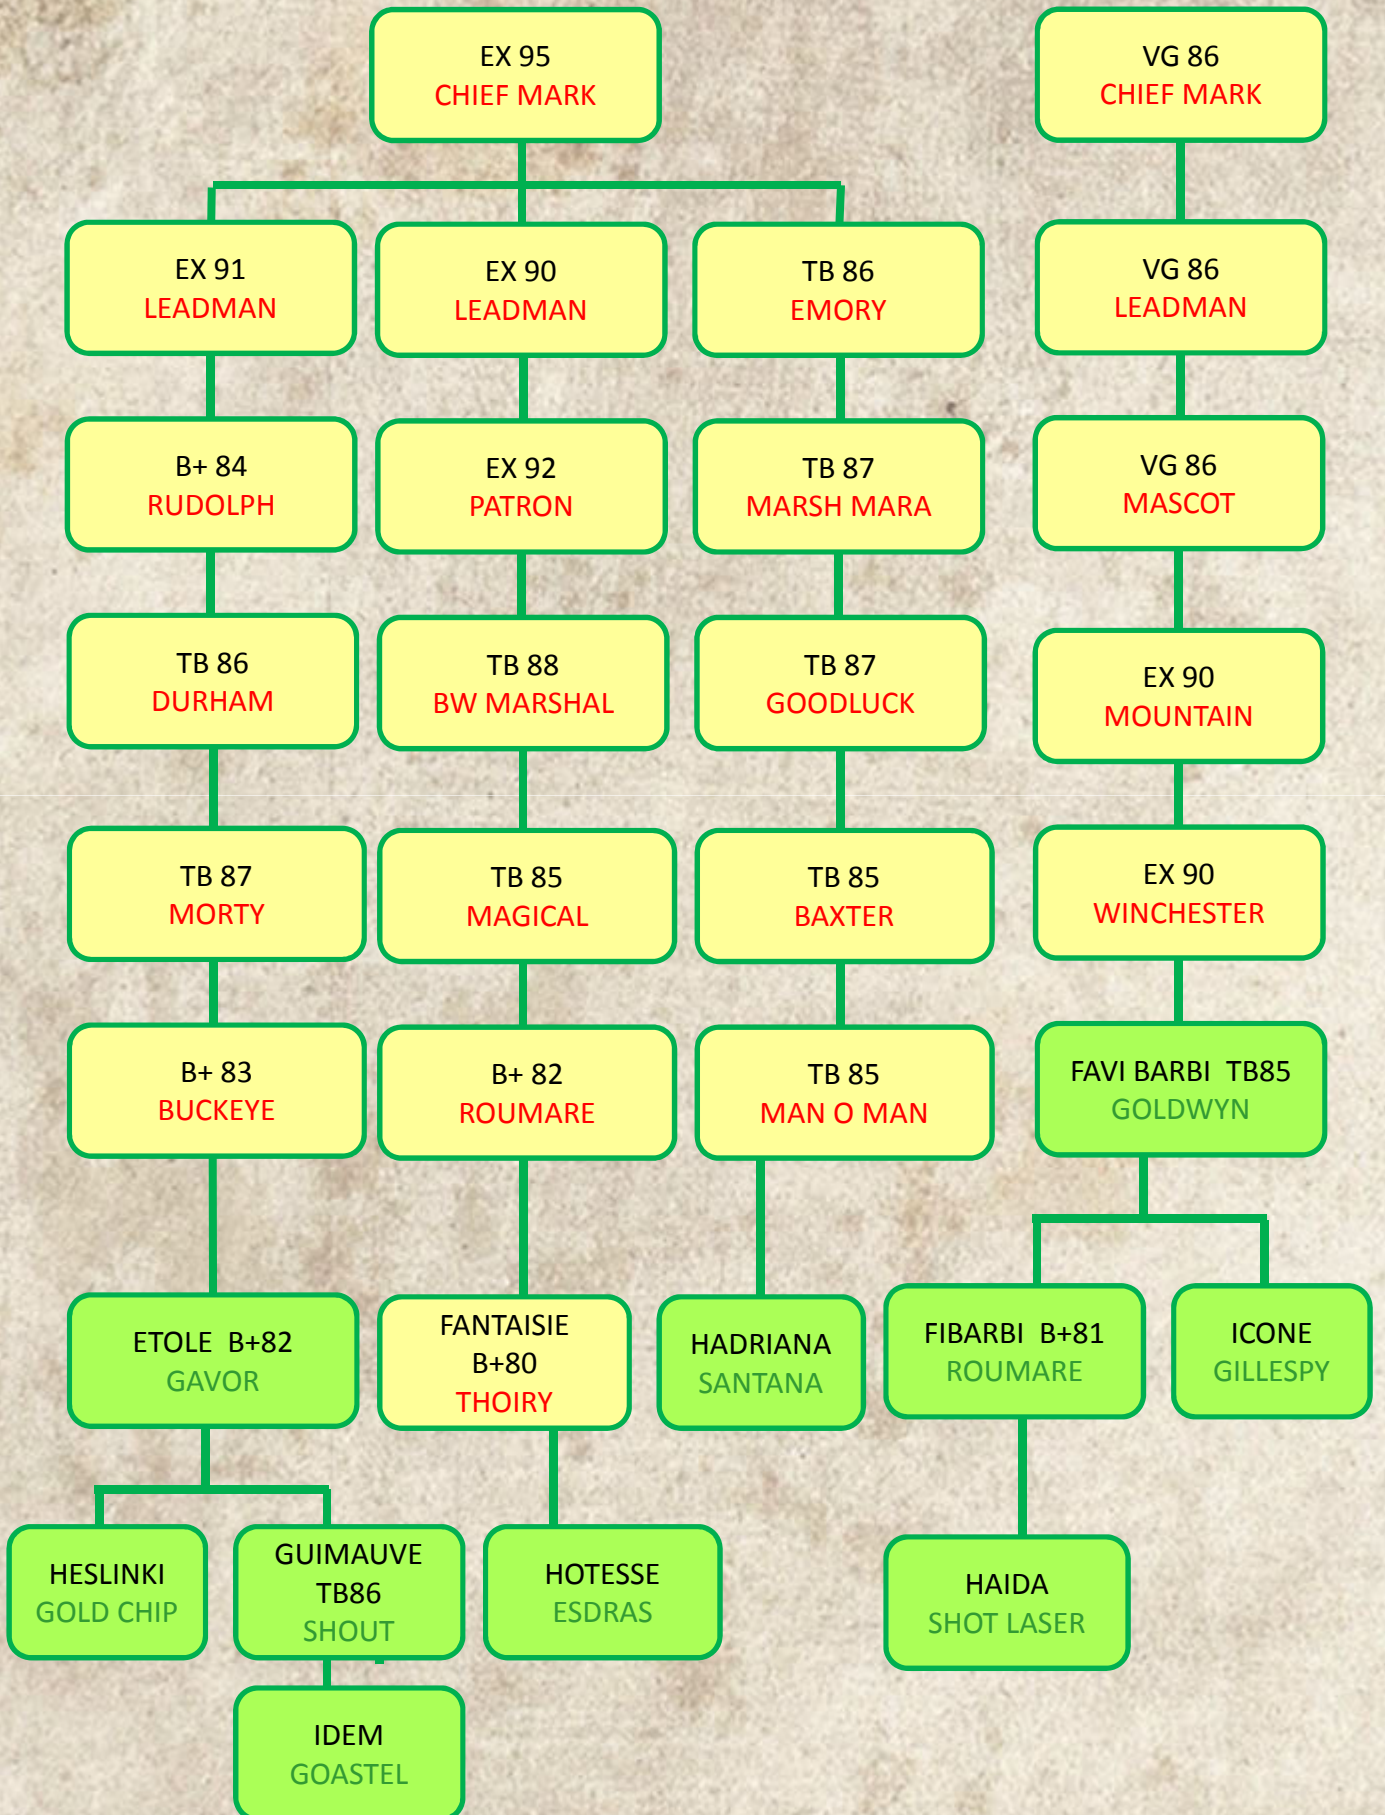 EX 95
CHIEF MARK
VG 86
CHIEF MARK
EX 91
LEADMAN
EX 90
LEADMAN
TB 86
EMORY
VG 86
LEADMAN
B+ 84
RUDOLPH
EX 92
PATRON
TB 87
MARSH MARA
VG 86
MASCOT
TB 86
DURHAM
TB 88
BW MARSHAL
TB 87
GOODLUCK
EX 90
MOUNTAIN
TB 87
MORTY
TB 85
MAGICAL
TB 85
BAXTER
EX 90
WINCHESTER
B+ 83
BUCKEYE
B+ 82
ROUMARE
TB 85
MAN O MAN
FAVI BARBI  TB85
GOLDWYN
ETOLE  B+82
GAVOR
FANTAISIE
B+80
THOIRY
HADRIANA
SANTANA
FIBARBI  B+81
ROUMARE
ICONE
GILLESPY
HESLINKI
GOLD CHIP
GUIMAUVE
TB86
SHOUT
HOTESSE
ESDRAS
HAIDA
SHOT LASER
IDEM
GOASTEL